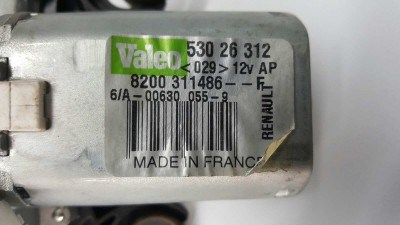 Valeo 530 26 312
<029> 12v AP
8200 311486--F
6/A-00630 055-9
RENAULT
MADE IN FRANCE